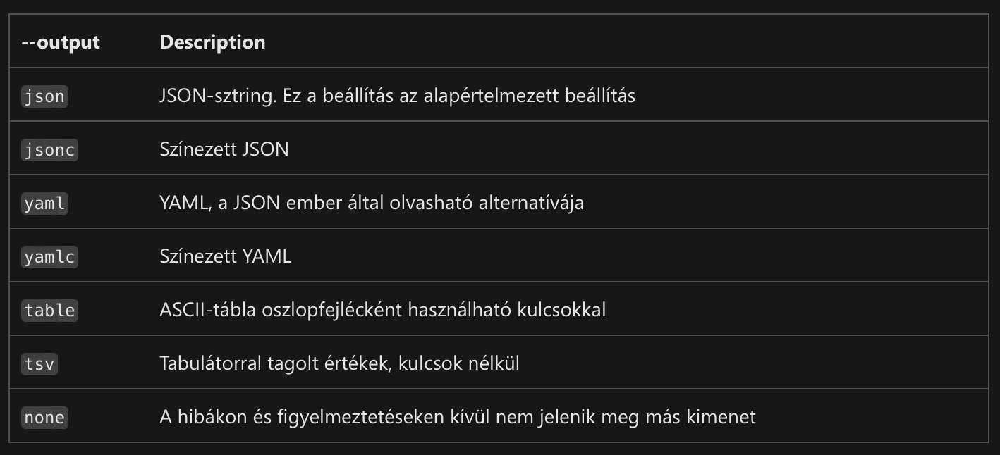 --output Description
json JSON-sztring. Ez a beállítás az alapértelmezett beállítás
jsonc Színezett JSON
yaml YAML, a JSON ember által olvasható alternatívája
yamlc Színezett YAML
table ASCII-tábla oszlopfejlécként használható kulcsokkal
tsv Tabulátorral tagolt értékek, kulcsok nélkül
none A hibákon és figyelmeztetéseken kívül nem jelenik meg más kimenet